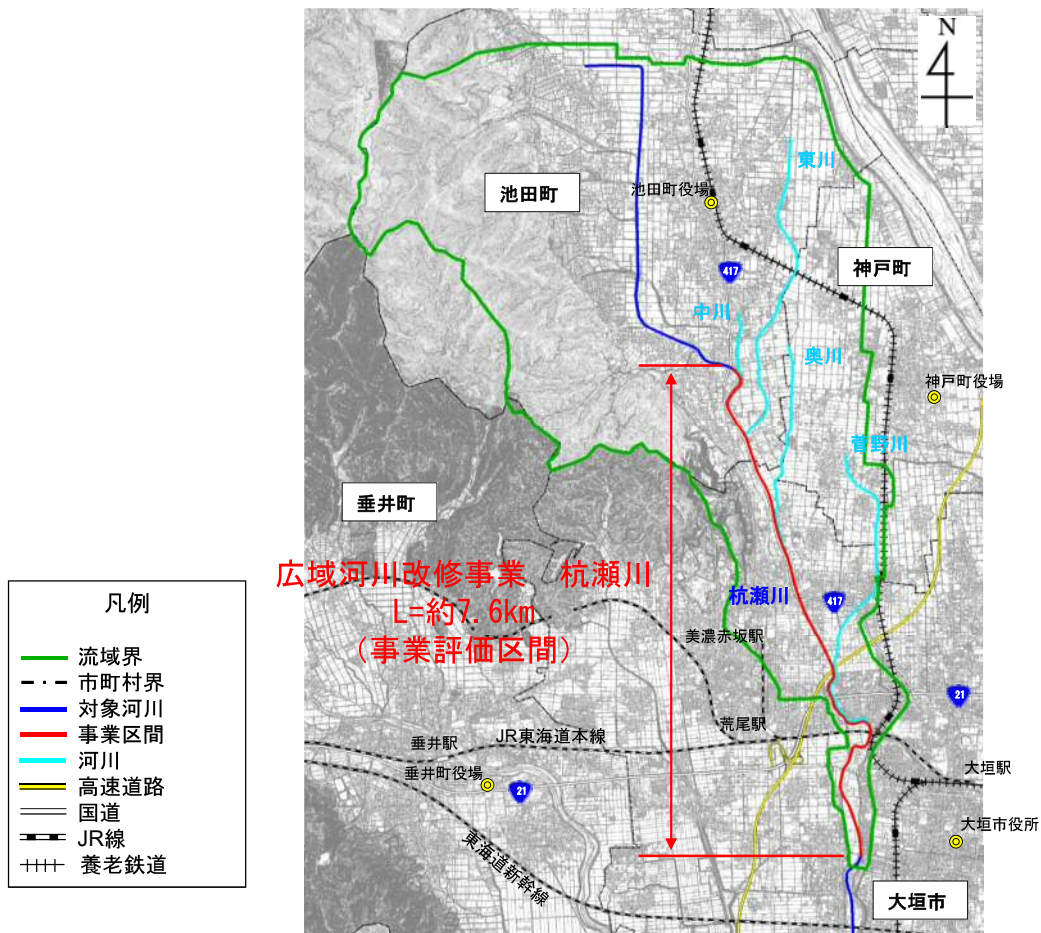 N
東川
池田町
池田町役場
神戸町
417
中川
奥川
神戸町役場
菅野川
垂井町
広域河川改修事業 杭瀬川
L=約7.6km
(事業評価区間)
杭瀬川
417
美濃赤坂駅
21
荒尾駅
垂井駅
JR東海道本線
大垣駅
垂井町役場
21
大垣市役所
東海道新幹線
大垣市
凡例
流域界
市町村界
対象河川
事業区間
河川
高速道路
国道
JR線
養老鉄道